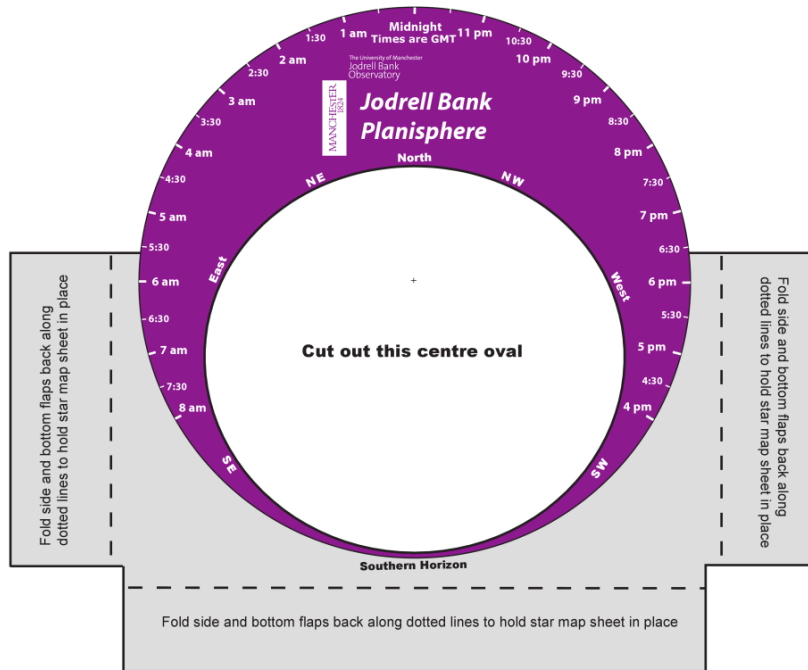 Midnight
Times are GMT
1 am
1:30
2 am
2:30
3 am
3:30
4 am
4:30
5 am
5:30
6 am
6:30
7 am
7:30
8 am
11 pm
10:30
10 pm
9:30
9 pm
8:30
8 pm
7:30
7 pm
6:30
6 pm
5:30
5 pm
4:30
4 pm
The University of Manchester
Jodrell Bank
Observatory
MANCHESTER
1824
Jodrell Bank
Planisphere
North
NE
NW
East
West
Cut out this centre oval
SE
SW
Southern Horizon
Fold side and bottom flaps back along
dotted lines to hold star map sheet in place
Fold side and bottom flaps back along
dotted lines to hold star map sheet in place
Fold side and bottom flaps back along dotted lines to hold star map sheet in place